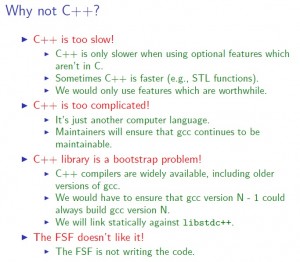 Why not C++?
C++ is too slow!
C++ is only slower when using optional features which
aren't in C.
Sometimes C++ is faster (e.g., STL functions).
We would only use features which are worthwhile.
C++ is too complicated!
It's just another computer language.
Maintainers will ensure that gcc continues to be
maintainable.
C++ library is a bootstrap problem!
C++ compilers are widely available, including older
versions of gcc.
We would have to ensure that gcc version N - 1 could
always build gcc version N.
We will link statically against libstdc++.
The FSF doesn't like it!
The FSF is not writing the code.